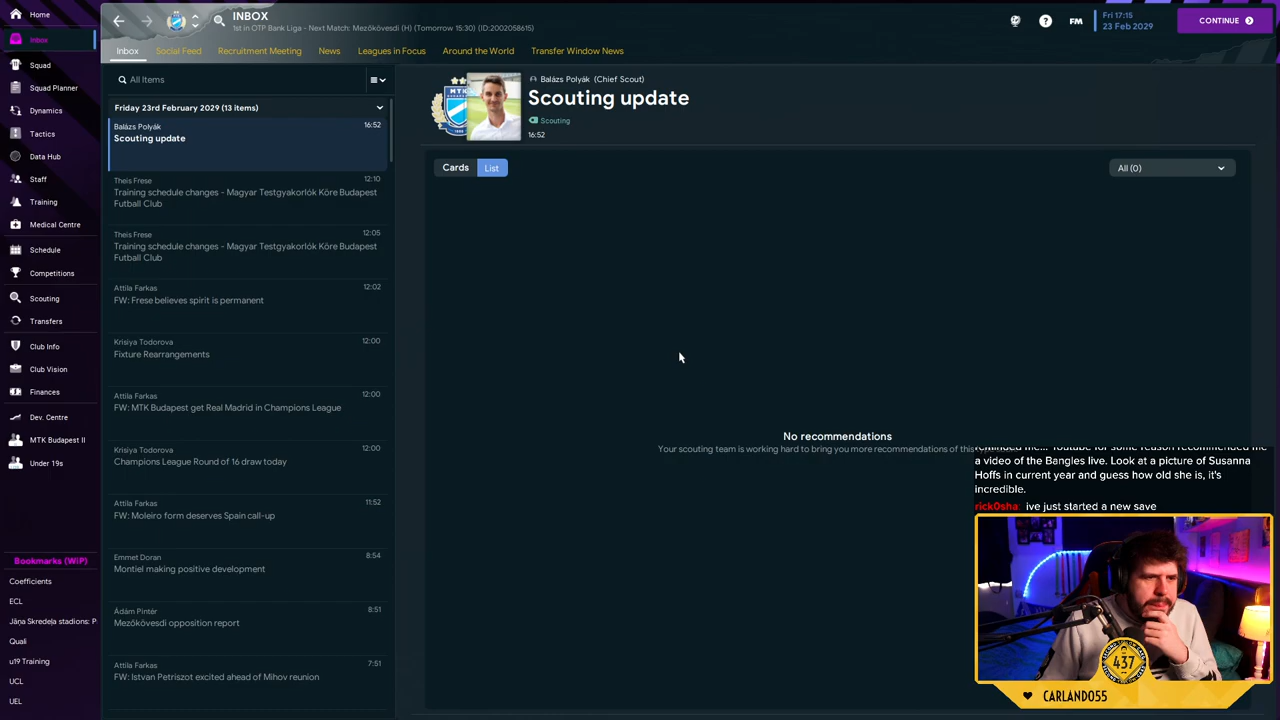 Home
INBOX
1st in OTP Bank Liga - Next Match: Mezőkövesdi (H) (Tomorrow 15:30) (ID:2002058615)
FM
Fri 17:15
23 Feb 2029
CONTINUE
Inbox
Inbox
Social Feed
Recruitment Meeting
News
Leagues in Focus
Around the World
Transfer Window News
Squad
Squad Planner
Dynamics
Tactics
Data Hub
Staff
Training
Medical Centre
Schedule
Competitions
Scouting
Transfers
Club Info
Club Vision
Finances
Dev. Centre
MTK Budapest II
Under 19s
Bookmarks (WiP)
Coefficients
ECL
Quali
u19 Training
UCL
UEL
All Items
Friday 23rd February 2029 (13 items)
Balázs Polyák
16:52
Scouting update
Theis Frese
12:10
Training schedule changes - Magyar Testgyakorlók Köre Budapest
Futball Club
Theis Frese
12:05
Training schedule changes - Magyar Testgyakorlók Köre Budapest
Futball Club
Attila Farkas
12:02
FW: Frese believes spirit is permanent
Krisiya Todorova
12:00
Fixture Rearrangements
Attila Farkas
12:00
FW: MTK Budapest get Real Madrid in Champions League
Krisiya Todorova
12:00
Champions League Round of 16 draw today
Attila Farkas
11:52
FW: Moleiro form deserves Spain call-up
Emmet Doran
8:54
Montiel making positive development
Ádám Pintér
8:51
Mezőkövesdi opposition report
Attila Farkas
7:51
FW: Istvan Petriszot excited ahead of Mihov reunion
Balázs Polyák (Chief Scout)
Scouting update
Scouting
16:52
Cards
List
All (0)
No recommendations
Your scouting team is working hard to bring you more recommendations of this
reminded me... Youtube for some reason recommended me
a video of the Bangles live. Look at a picture of Susanna
Hoffs in current year and guess how old she is, it's
incredible.
rick0sha: ive just started a new save
437
CARLANDO55